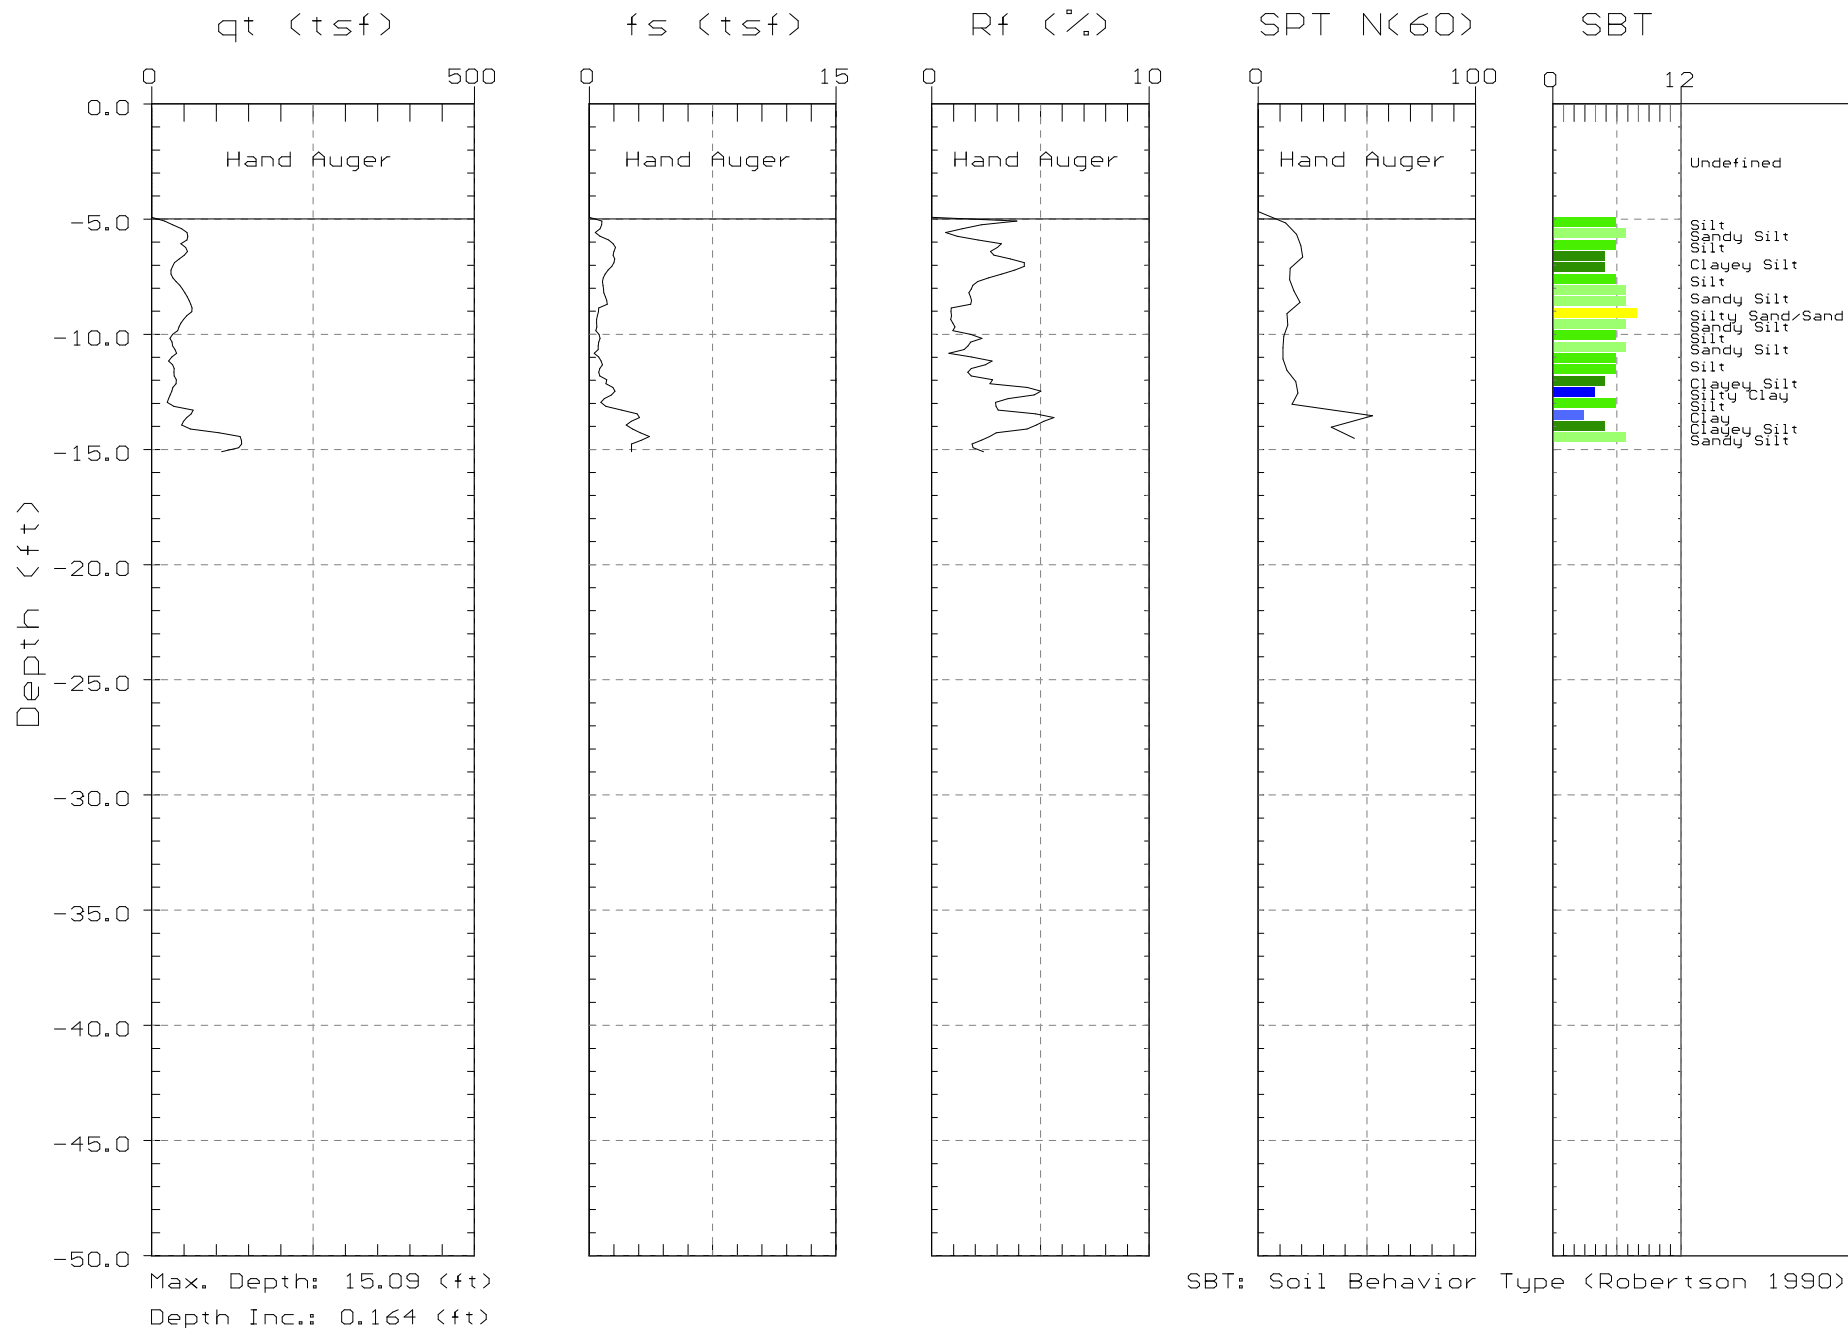 qt (tsf) fs (tsf) Rf (%) SPT N(60) SBT
0 500 0 15 0 10 0 100 0 12
0.0
Hand Auger Hand Auger Hand Auger Hand Auger
Undefined
-5.0
Silt
Sandy Silt
Silt
Clayey Silt
Silt
Sandy Silt
Silty Sand/Sand
Sandy Silt
-10.0
Silt
Sandy Silt
Silt
Clayey Silt
Silty Clay
Silt
Clay
Clayey Silt
Sandy Silt
-15.0
-20.0
-25.0
Depth (ft)
-30.0
-35.0
-40.0
-45.0
-50.0
Max. Depth: 15.09 (ft)
SBT: Soil Behavior Type (Robertson 1990)
Depth Inc.: 0.164 (ft)